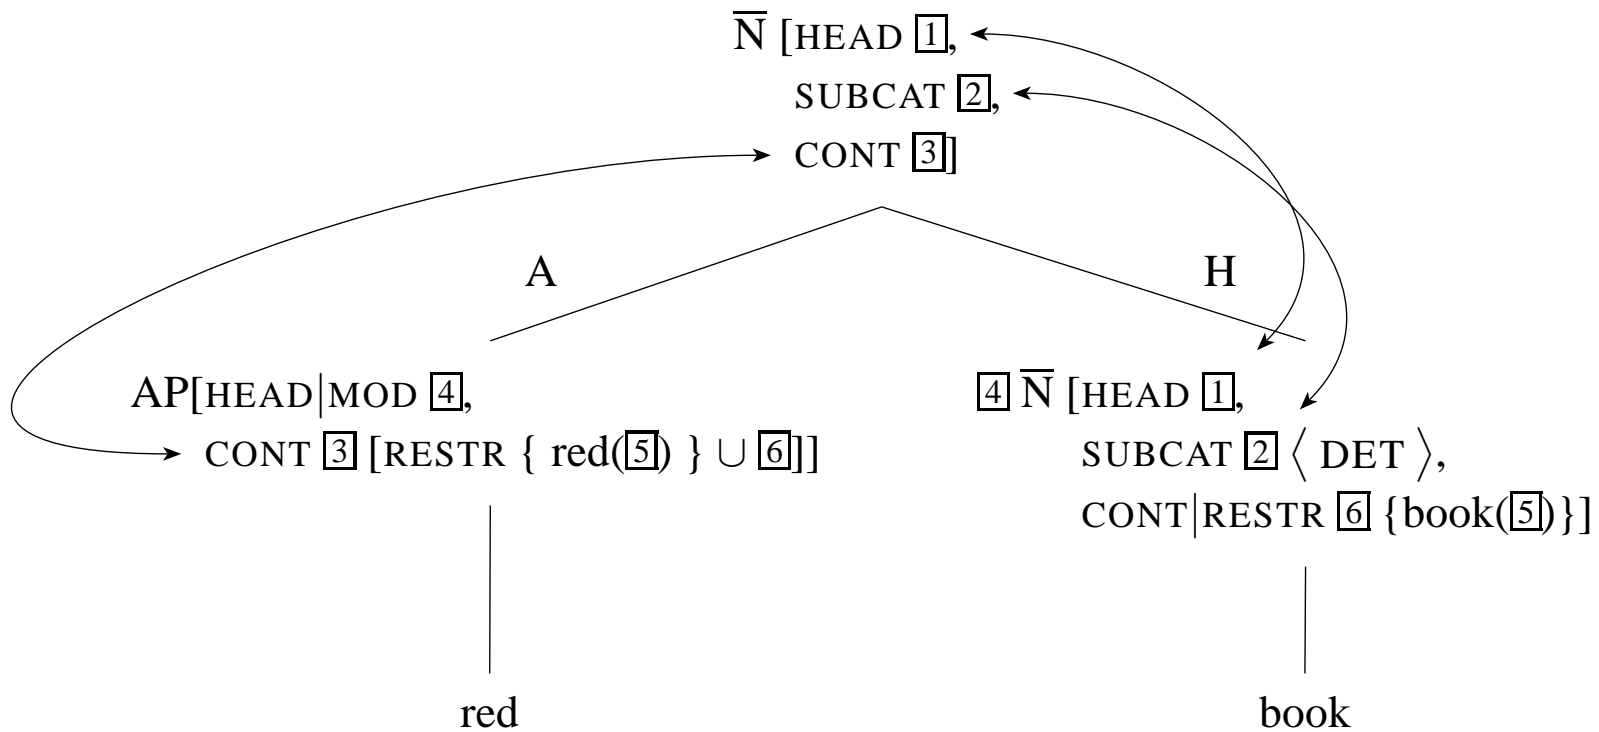 N̅ [HEAD 1,
SUBCAT 2,
CONT 3]
A
H
AP[HEAD|MOD 4,
CONT 3 [RESTR { red(5) } ∪ 6]]
4 N̅ [HEAD 1,
SUBCAT 2 ⟨ DET ⟩,
CONT|RESTR 6 {book(5)}]
red
book